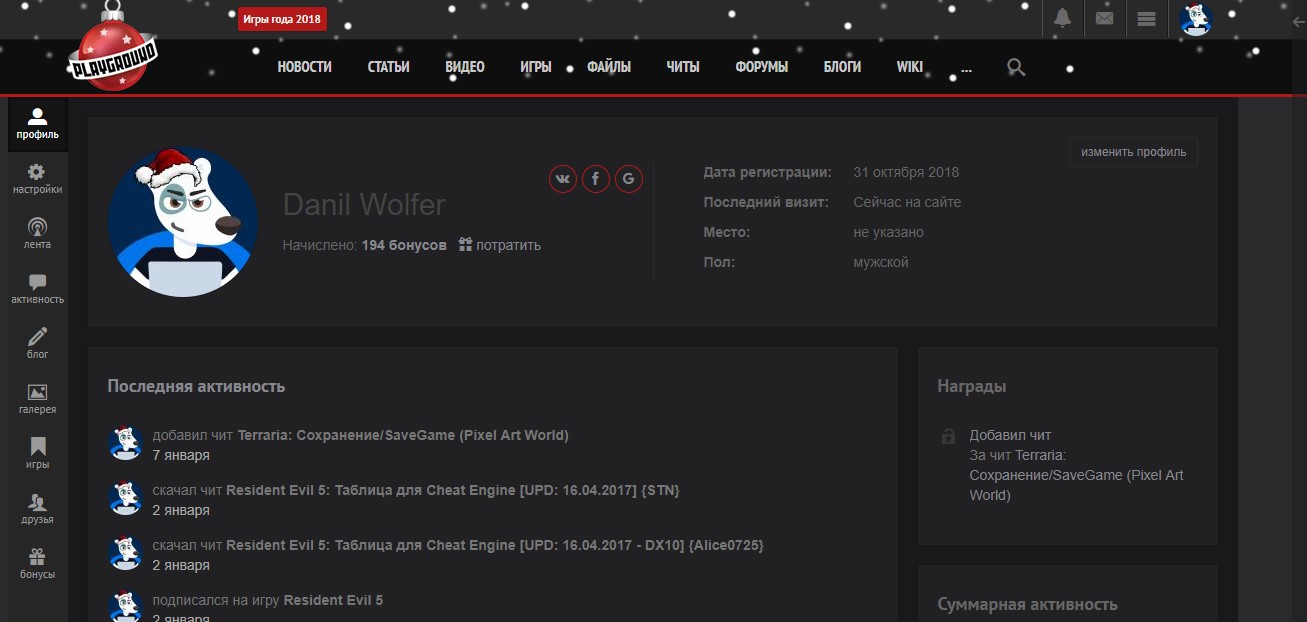 Игры года 2018
PLAYGROUND
НОВОСТИ СТАТЬИ ВИДЕО ИГРЫ ФАЙЛЫ ЧИТЫ ФОРУМЫ БЛОГИ WIKI ...
профиль
настройки
лента
активность
блог
галерея
игры
друзья
бонусы
изменить профиль
Danil Wolfer
Начислено: 194 бонусов потратить
Дата регистрации: 31 октября 2018
Последний визит: Сейчас на сайте
Место: не указано
Пол: мужской
Последняя активность
добавил чит Terraria: Сохранение/SaveGame (Pixel Art World)
7 января
скачал чит Resident Evil 5: Таблица для Cheat Engine [UPD: 16.04.2017] {STN}
2 января
скачал чит Resident Evil 5: Таблица для Cheat Engine [UPD: 16.04.2017 - DX10] {Alice0725}
2 января
подписался на игру Resident Evil 5
2 января
Награды
Добавил чит
За чит Terraria:
Сохранение/SaveGame (Pixel Art
World)
Суммарная активность